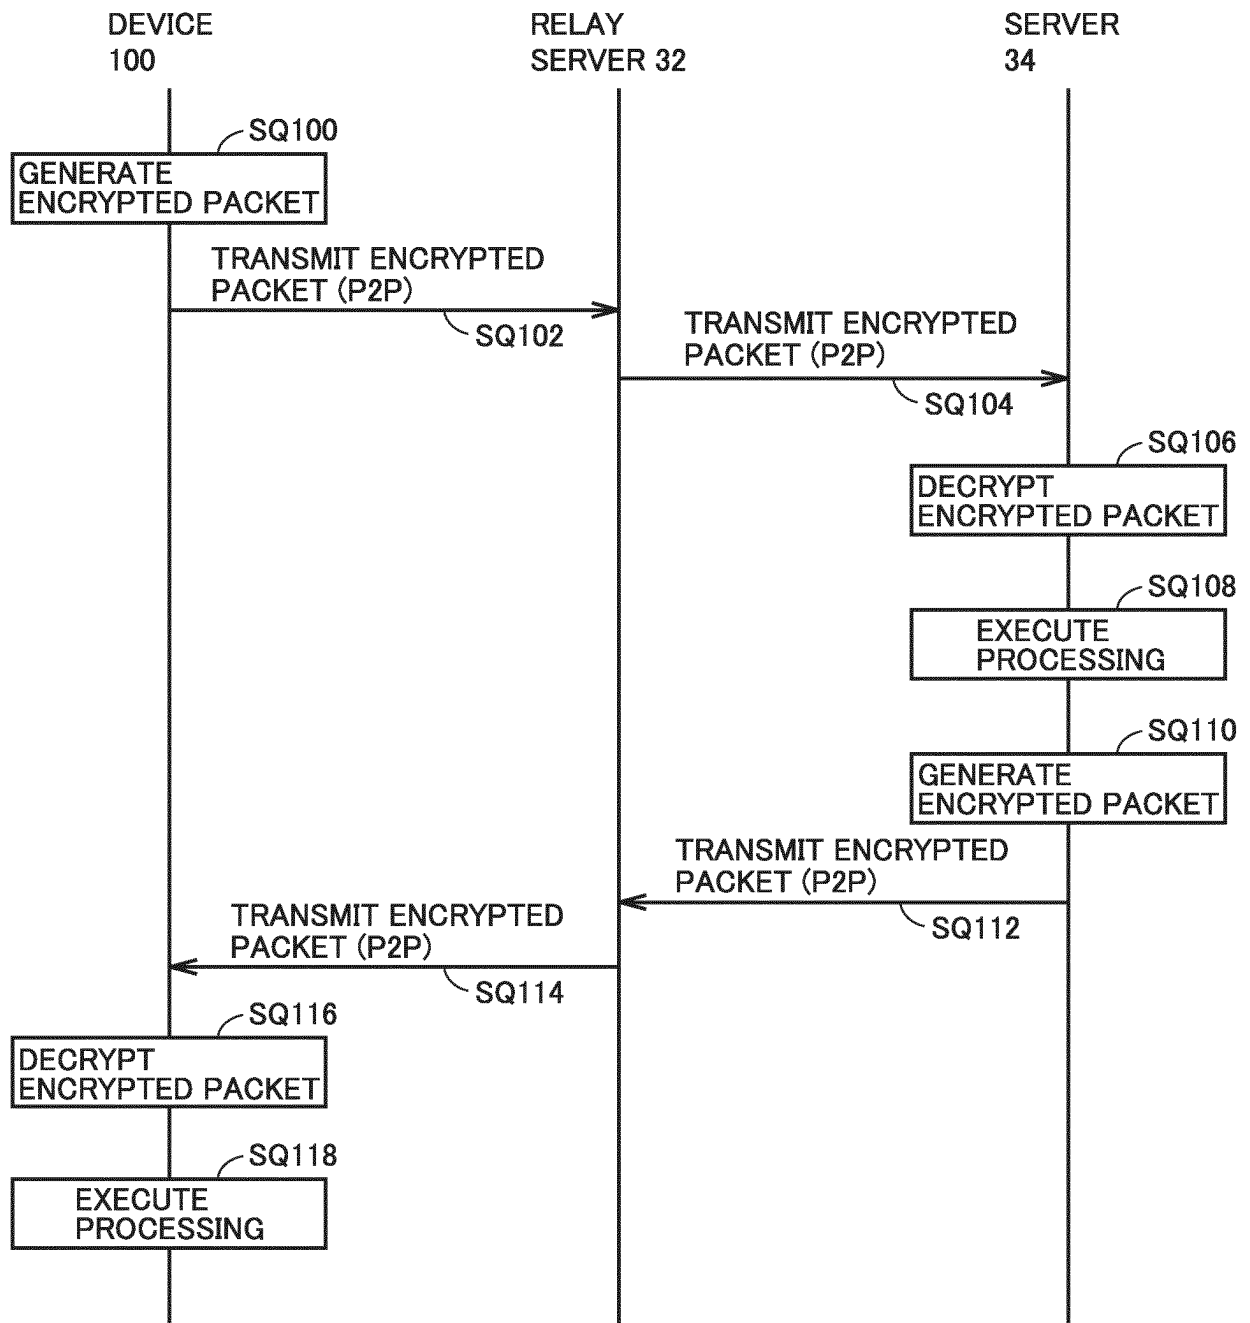 DEVICE
100
RELAY
SERVER 32
SERVER
34
SQ100
GENERATE
ENCRYPTED PACKET
TRANSMIT ENCRYPTED
PACKET (P2P)
SQ102
TRANSMIT ENCRYPTED
PACKET (P2P)
SQ104
SQ106
DECRYPT
ENCRYPTED PACKET
SQ108
EXECUTE
PROCESSING
SQ110
GENERATE
ENCRYPTED PACKET
TRANSMIT ENCRYPTED
PACKET (P2P)
SQ112
TRANSMIT ENCRYPTED
PACKET (P2P)
SQ114
SQ116
DECRYPT
ENCRYPTED PACKET
SQ118
EXECUTE
PROCESSING